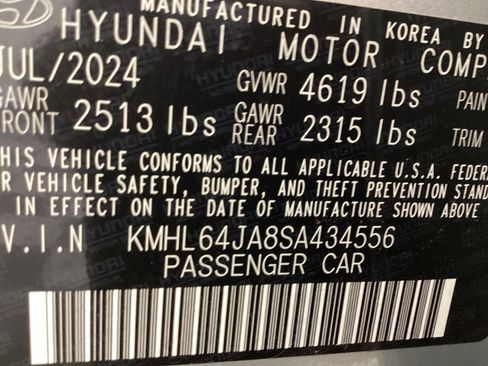 MANUFACTURED IN KOREA BY
HYUNDAI MOTOR COMP
JUL/2024 GVWR 4619 lbs PAIN
GAWR FRONT 2513 lbs GAWR REAR 2315 lbs TRIM
THIS VEHICLE CONFORMS TO ALL APPLICABLE U.S.A. FEDER
R VEHICLE SAFETY, BUMPER, AND THEFT PREVENTION STAND
EFFECT ON THE DATE OF MANUFACTURE SHOWN ABOVE
V.I.N KMHL64JA8SA434556
PASSENGER CAR